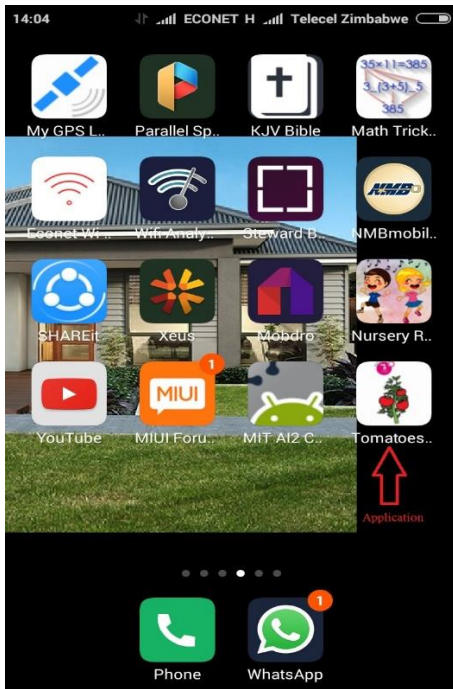 14:04 ECONET H Telecel Zimbabwe
35×11=385
3_(3+5)_5
385
My GPS L.. Parallel Sp.. KJV Bible Math Trick..
NMB
Econet Wi .. Wifi Analy.. Steward B.. NMBmobil..
SHAREit Xeus Mobdro Nursery R..
1
MIUI
YouTube MIUI Foru.. MIT AI2 C.. Tomatoes..
Application
1
Phone WhatsApp